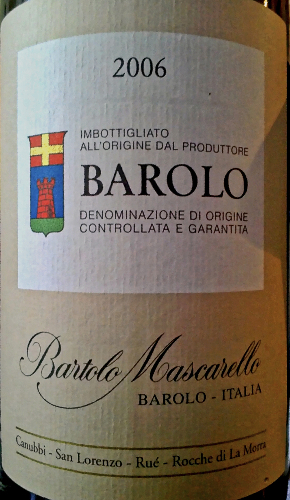 2006
IMBOTTIGLIATO
ALL'ORIGINE DAL PRODUTTORE
BAROLO
DENOMINAZIONE DI ORIGINE
CONTROLLATA E GARANTITA
Bartolo Mascarello
BAROLO - ITALIA
Canubbi - San Lorenzo - Rué - Rocche di La Morra